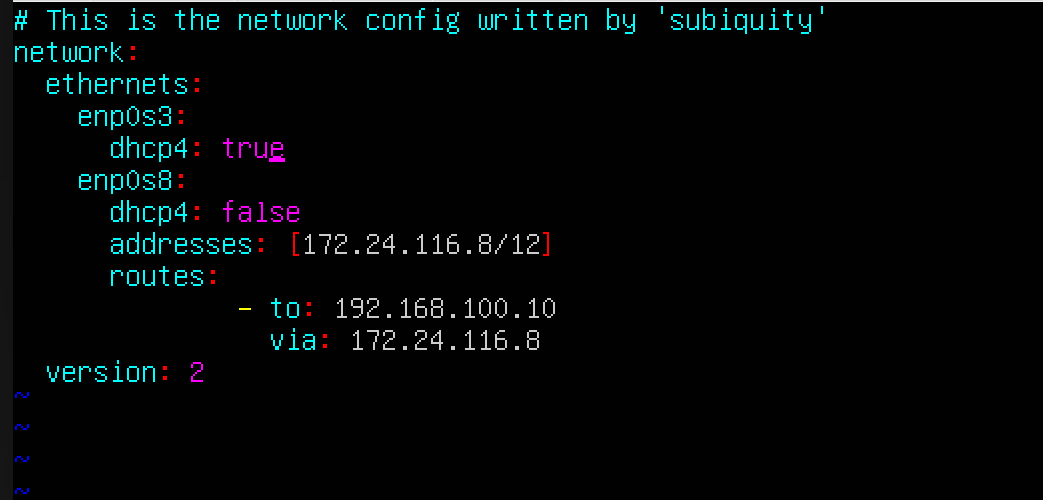 # This is the network config written by 'subiquity'
network:
  ethernets:
    enp0s3:
      dhcp4: true
    enp0s8:
      dhcp4: false
      addresses: [172.24.116.8/12]
      routes:
              - to: 192.168.100.10
                via: 172.24.116.8
  version: 2
~
~
~
~